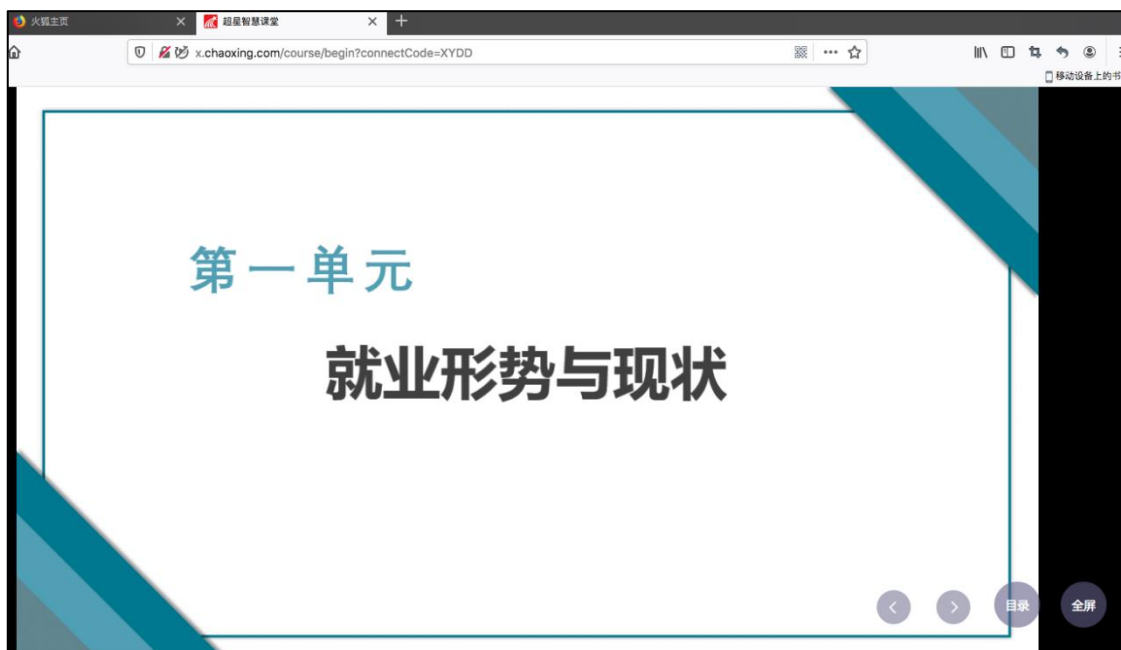 火狐主页
超星智慧课堂
x.chaoxing.com/course/begin?connectCode=XYDD
移动设备上的书
第一单元
就业形势与现状
目录
全屏